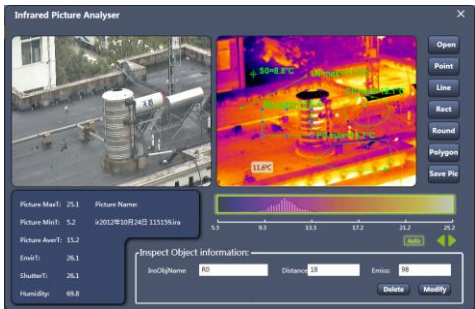 Infrared Picture Analyser
Open
Point
Line
Rect
Round
Polygon
Save Pic
S0=8.8°C
11.6°C
Picture MaxT: 25.1 Picture Name:
Picture MinT: 5.2 ir2012年10月24日 115159.ira
Picture AverT: 15.2
EnvirT: 26.1
ShutterT: 26.1
Humidity: 69.8
5.3 9.3 13.3 17.2 21.2 25.2
Auto
Inspect Object information:
InsObjName R0 Distance 18 Emiss: 98
Delete Modify